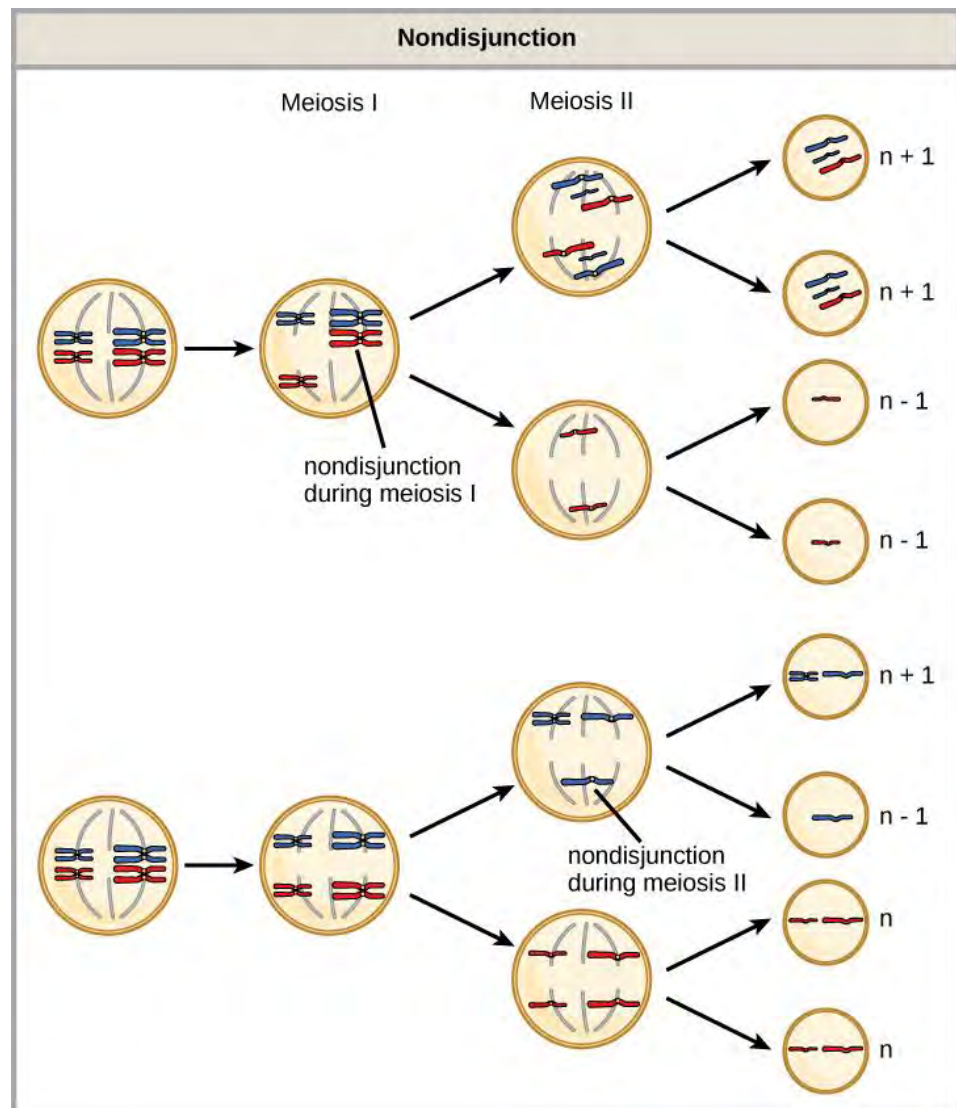 Nondisjunction
Meiosis I
Meiosis II
n + 1
n + 1
n - 1
nondisjunction
during meiosis I
n - 1
n + 1
n - 1
nondisjunction
during meiosis II
n
n